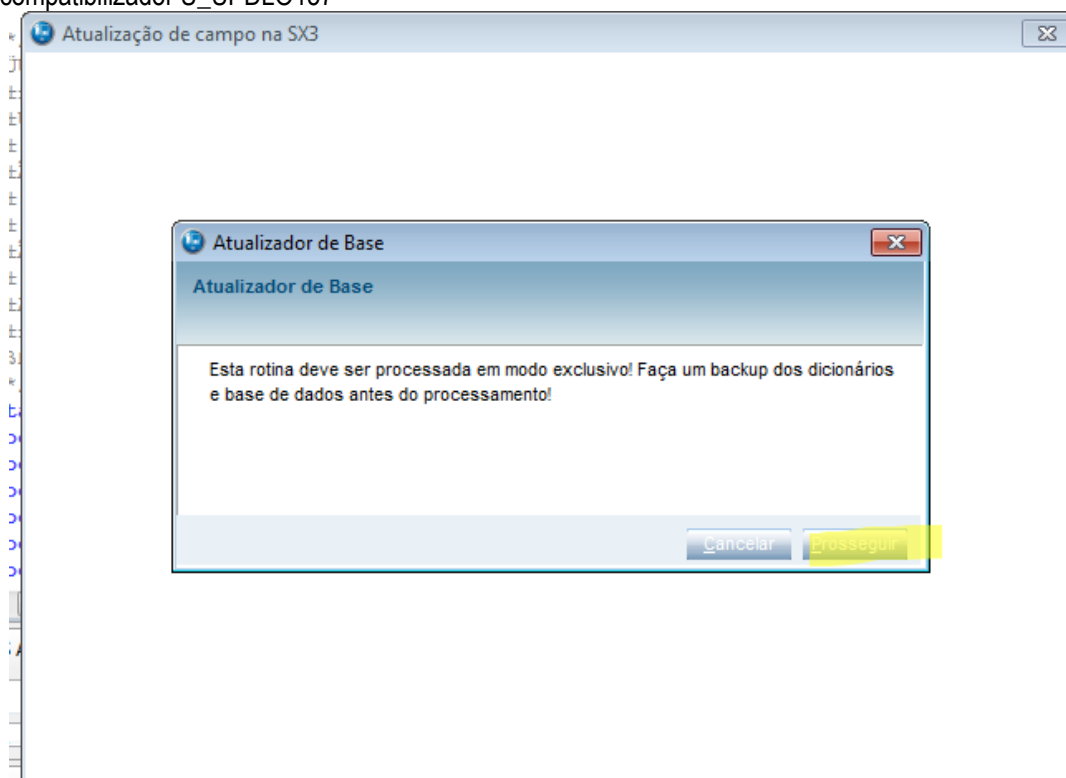 compatibilizador
Atualização de campo na SX3
Atualizador de Base
Atualizador de Base
Esta rotina deve ser processada em modo exclusivo! Faça um backup dos dicionários
e base de dados antes do processamento!
Cancelar Prosseguir